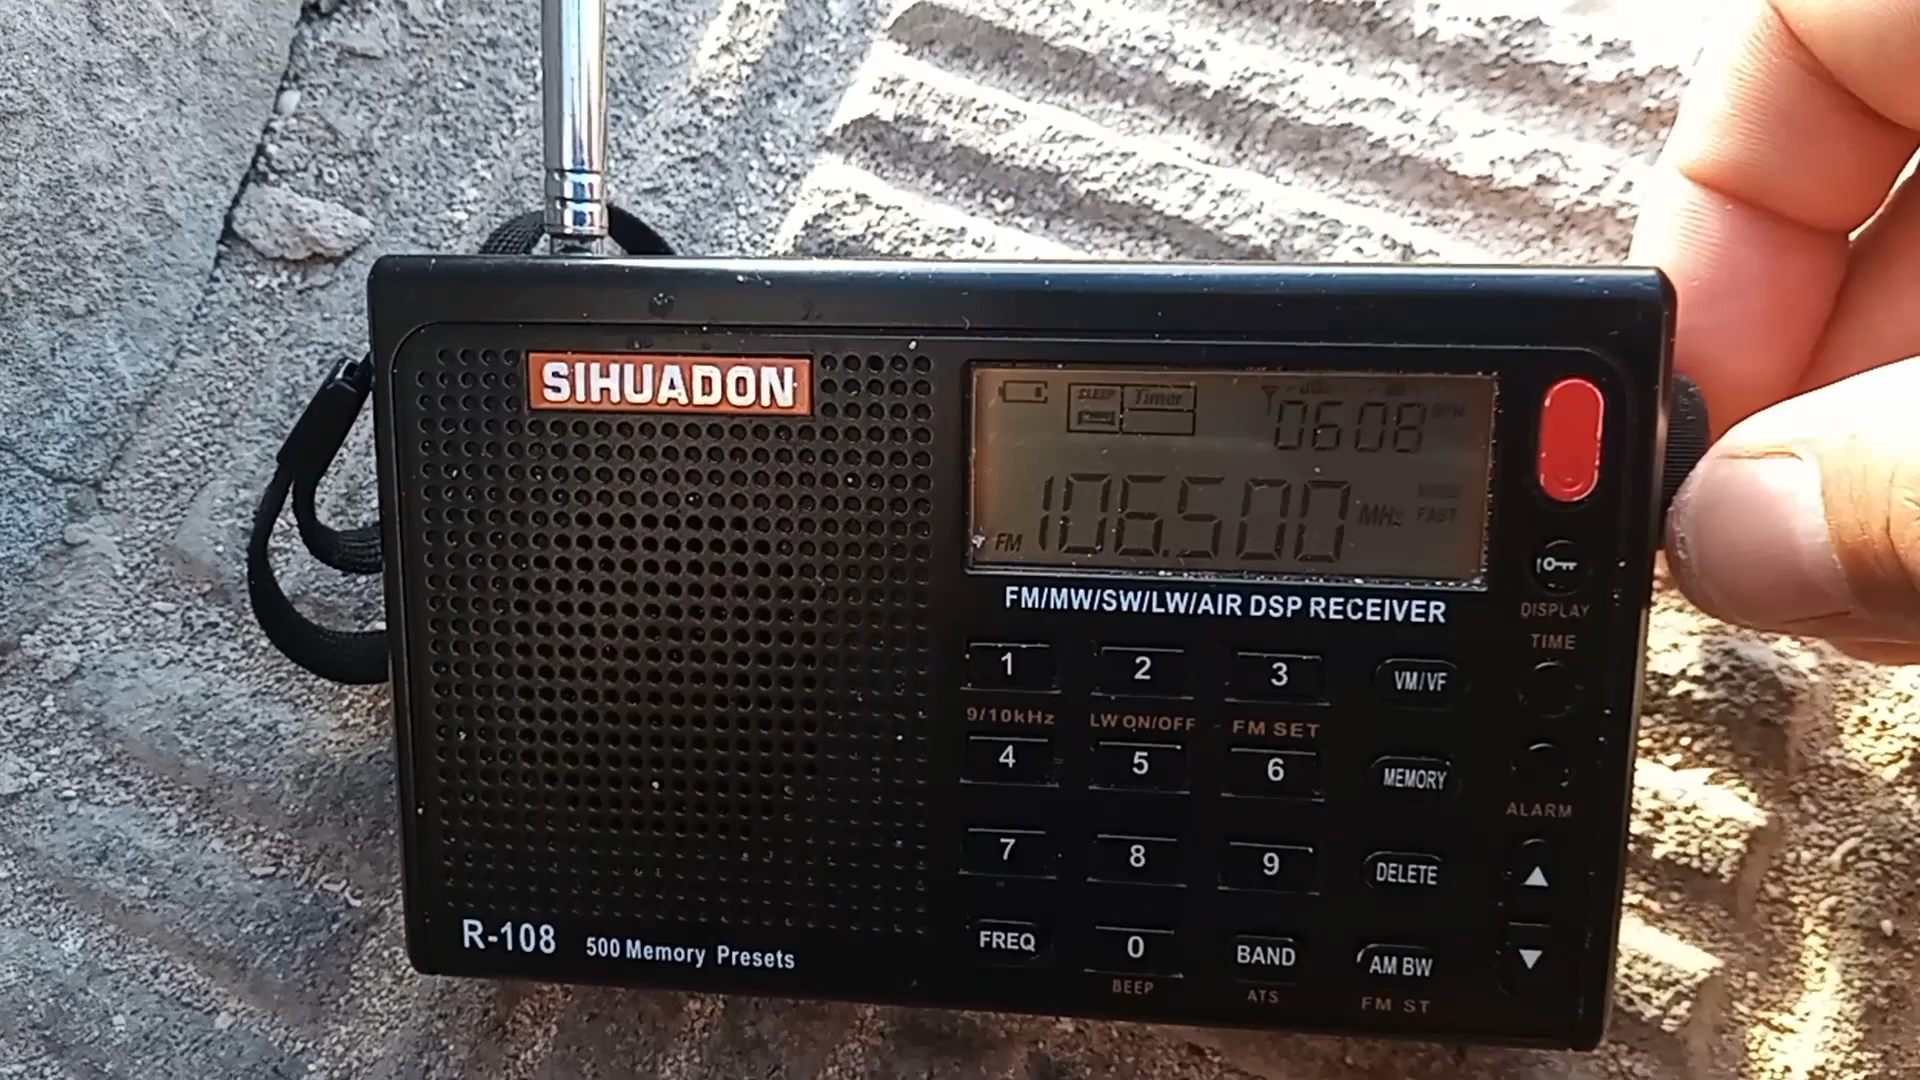 SIHUADON
SLEEP Timer
0608
FM 106.500 MHz FAST
FM/MW/SW/LW/AIR DSP RECEIVER
DISPLAY
TIME
1 2 3 VM/VF
9/10kHz LW ON/OFF FM SET
4 5 6 MEMORY
ALARM
7 8 9 DELETE
FREQ 0 BAND AM BW
BEEP ATS FM ST
R-108 500 Memory Presets